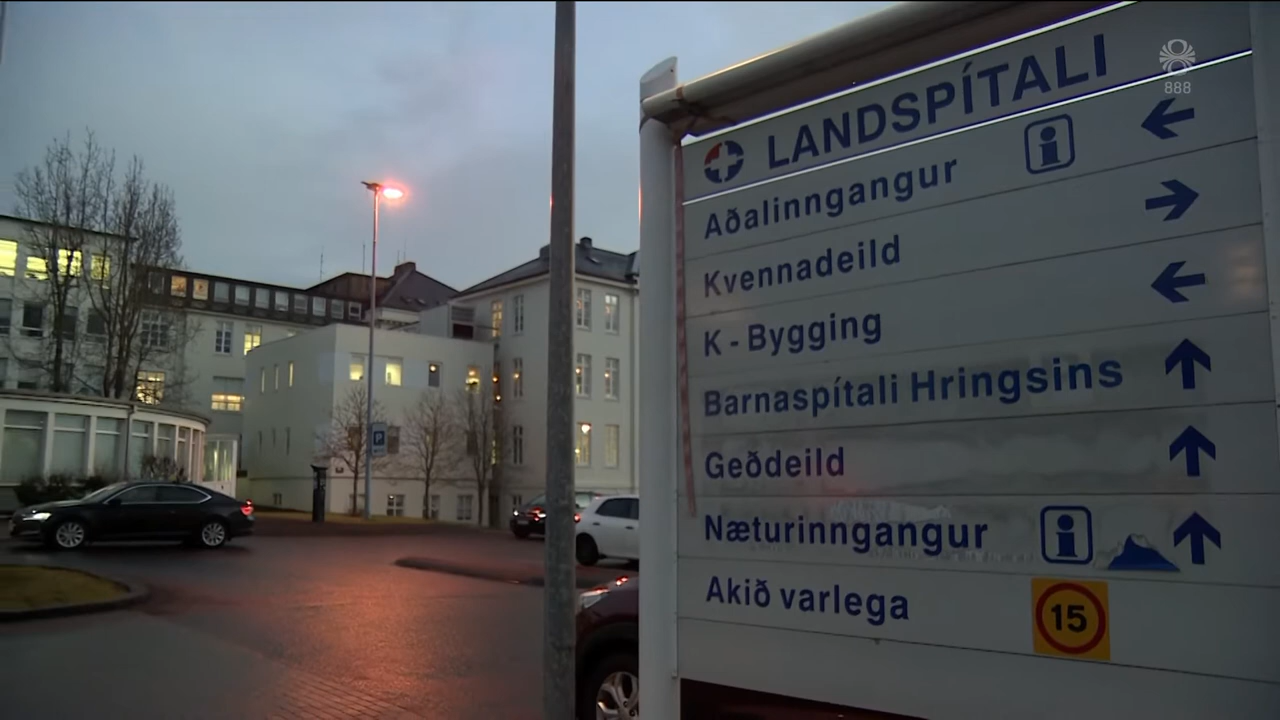 888
LANDSPÍTALI
Aðalinngangur
Kvennadeild
K - Bygging
Barnaspítali Hringsins
Geðdeild
Næturinngangur
Akið varlega
15
P